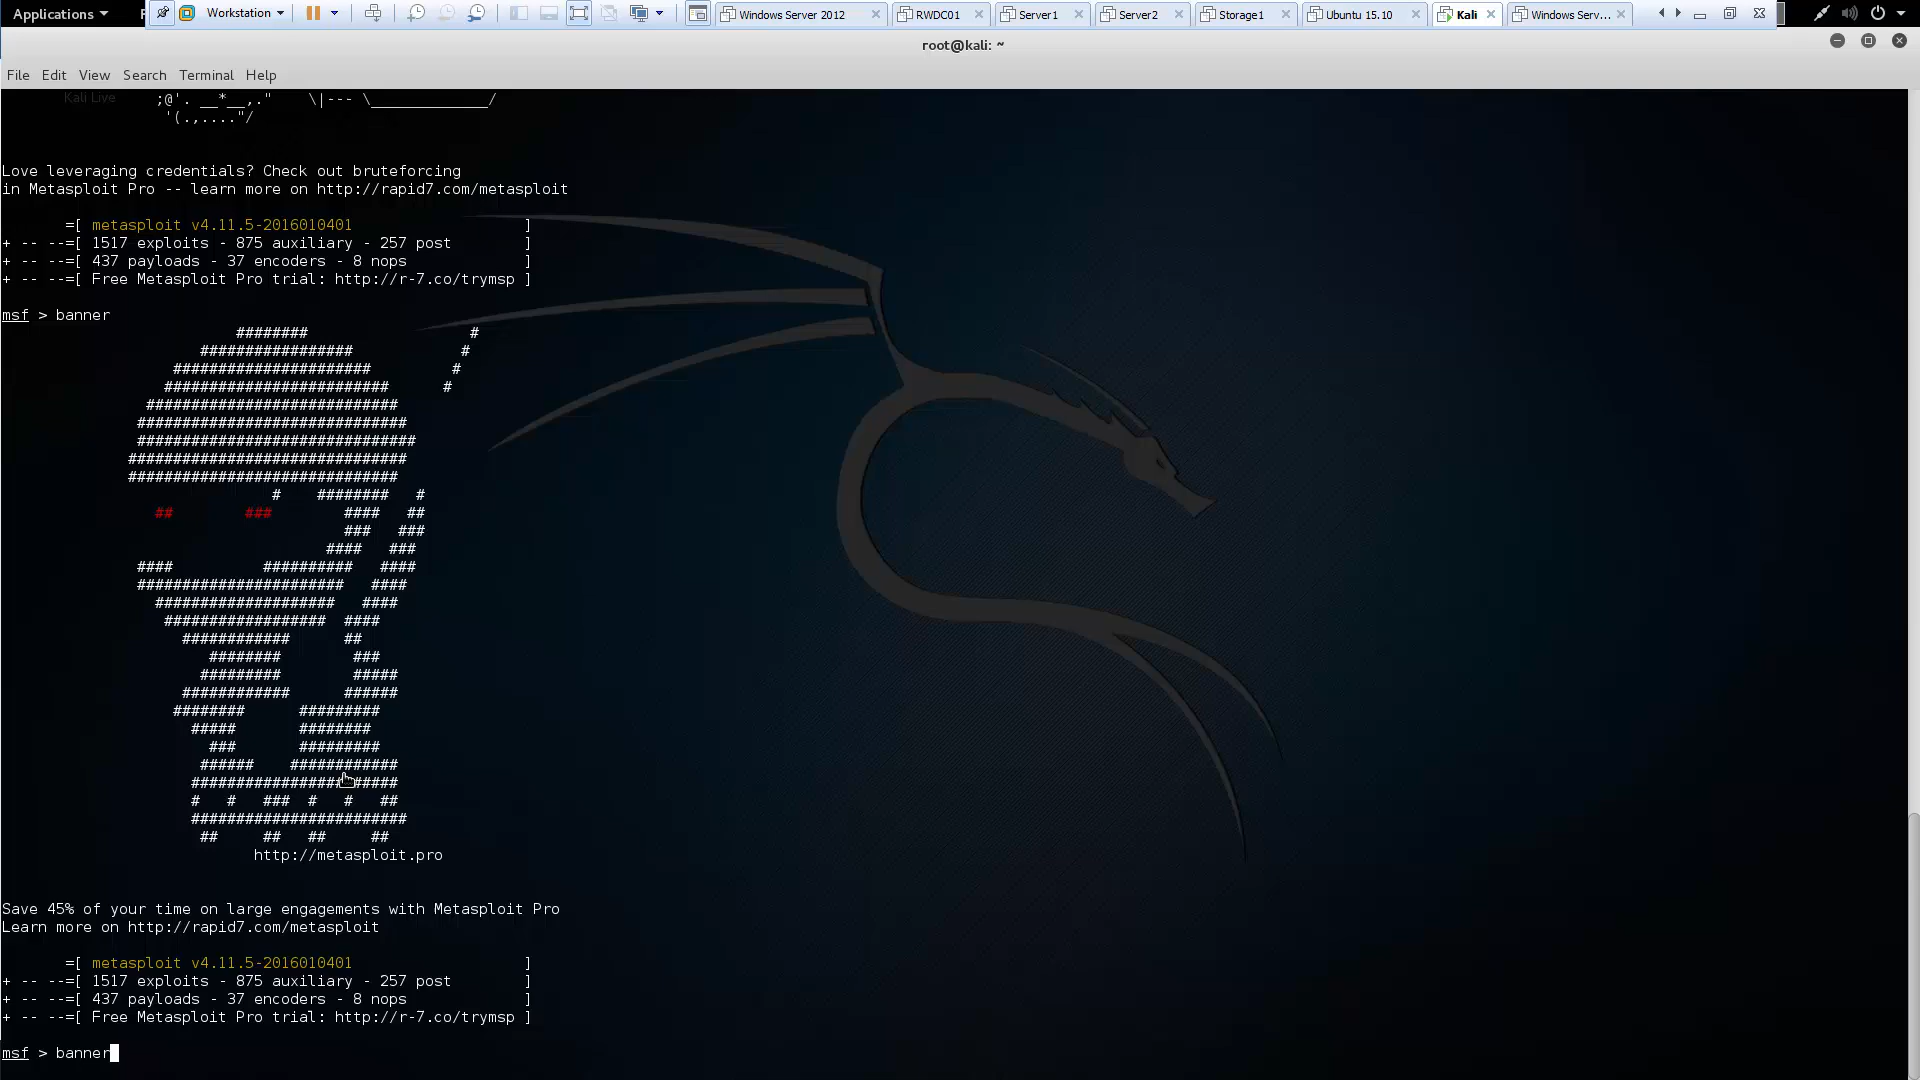 Applications
Workstation
Windows Server 2012
RWDC01
Server1
Server2
Storage1
Ubuntu 15.10
Kali
Windows Serv...
root@kali: ~
File Edit View Search Terminal Help
Kali Live
;@'. __*__,." \|--- \_____________/
'(.,...."/
Love leveraging credentials? Check out bruteforcing
in Metasploit Pro -- learn more on http://rapid7.com/metasploit
=[ metasploit v4.11.5-2016010401 ]
+ -- --=[ 1517 exploits - 875 auxiliary - 257 post ]
+ -- --=[ 437 payloads - 37 encoders - 8 nops ]
+ -- --=[ Free Metasploit Pro trial: http://r-7.co/trymsp ]
msf > banner
http://metasploit.pro
Save 45% of your time on large engagements with Metasploit Pro
Learn more on http://rapid7.com/metasploit
=[ metasploit v4.11.5-2016010401 ]
+ -- --=[ 1517 exploits - 875 auxiliary - 257 post ]
+ -- --=[ 437 payloads - 37 encoders - 8 nops ]
+ -- --=[ Free Metasploit Pro trial: http://r-7.co/trymsp ]
msf > banner